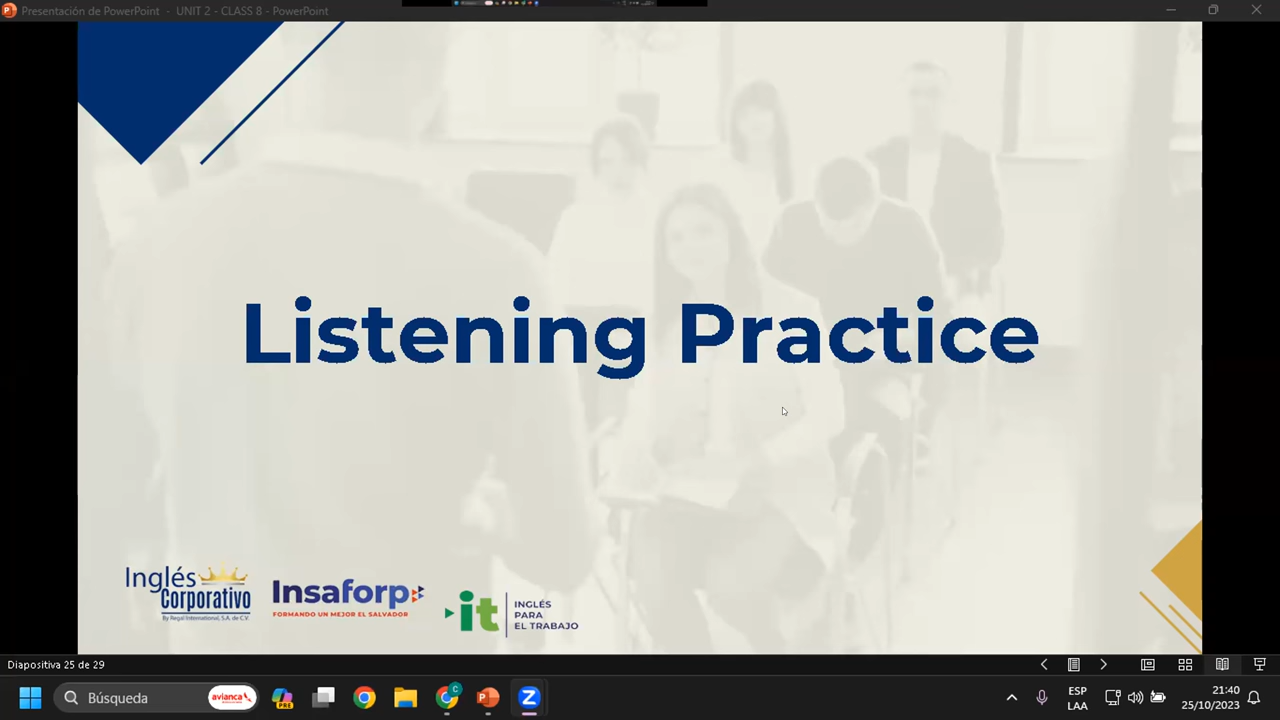 Presentación de PowerPoint - UNIT 2 - CLASS 8 - PowerPoint
Listening Practice
Inglés
Corporativo
By Regal International, S.A. de C.V.
Insaforp
FORMANDO UN MEJOR EL SALVADOR
it
INGLÉS
PARA
EL TRABAJO
Diapositiva 25 de 29
Búsqueda
avianca
PRE
C
P
Z
ESP
LAA
21:40
25/10/2023